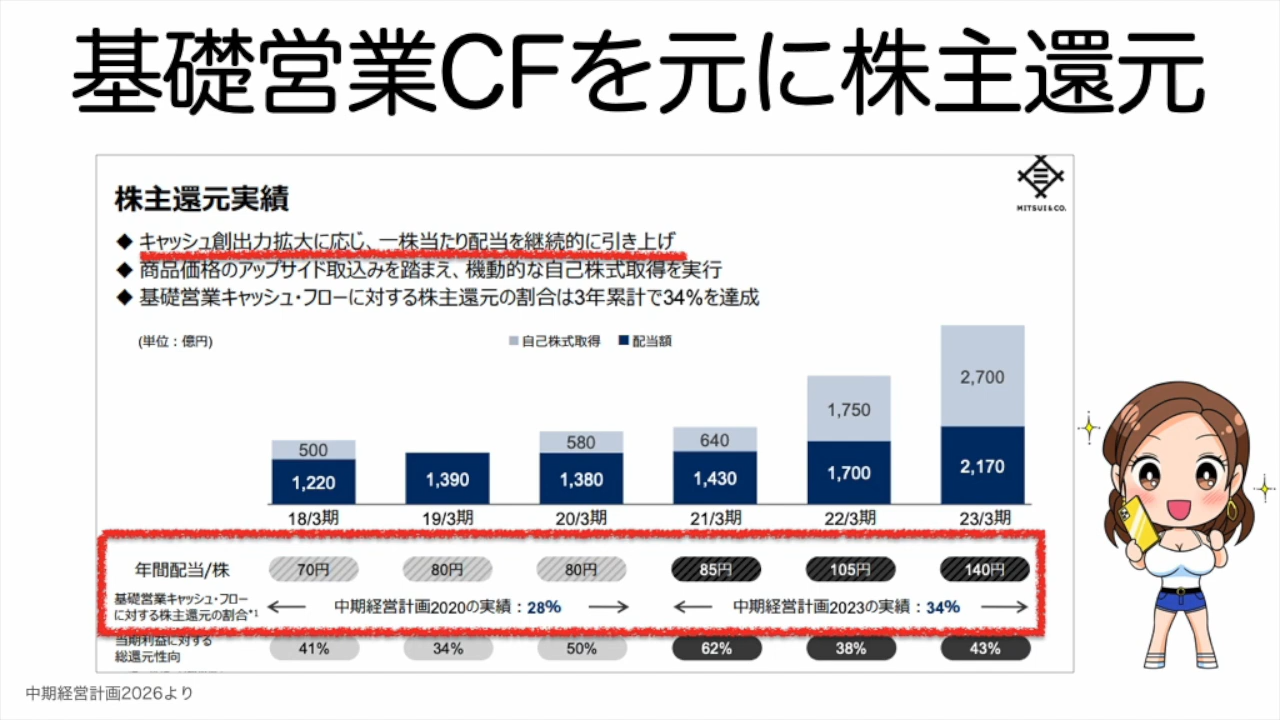 基礎営業CFを元に株主還元
MITSUI & CO.
株主還元実績
◆ キャッシュ創出力拡大に応じ、一株当たり配当を継続的に引き上げ
◆ 商品価格のアップサイド取込みを踏まえ、機動的な自己株式取得を実行
◆ 基礎営業キャッシュ・フローに対する株主還元の割合は3年累計で34%を達成
(単位：億円)
自己株式取得 配当額
500 580 640 1,750 2,700
1,220 1,390 1,380 1,430 1,700 2,170
18/3期 19/3期 20/3期 21/3期 22/3期 23/3期
年間配当/株 70円 80円 80円 85円 105円 140円
基礎営業キャッシュ・フロー
に対する株主還元の割合*1 中期経営計画2020の実績：28% 中期経営計画2023の実績：34%
当期利益に対する
総還元性向 41% 34% 50% 62% 38% 43%
中期経営計画2026より